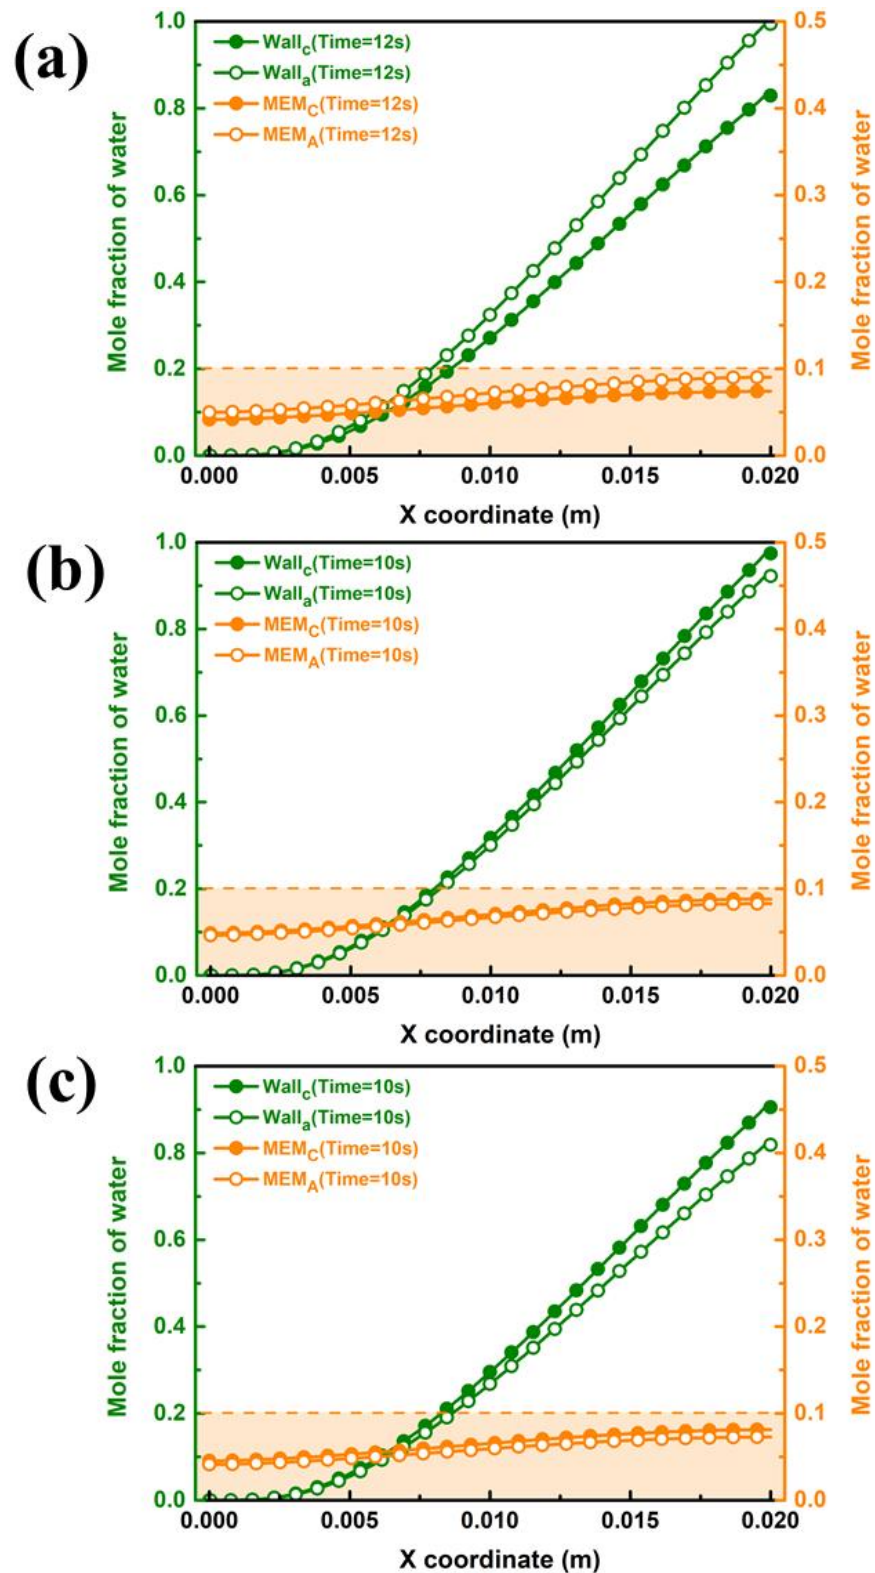 (a)
Wall_c(Time=12s)
Wall_a(Time=12s)
MEM_C(Time=12s)
MEM_A(Time=12s)
Mole fraction of water
1.0
0.8
0.6
0.4
0.2
0.0
0.5
0.4
0.3
0.2
0.1
0.0
Mole fraction of water
0.000 0.005 0.010 0.015 0.020
X coordinate (m)
(b)
Wall_c(Time=10s)
Wall_a(Time=10s)
MEM_C(Time=10s)
MEM_A(Time=10s)
Mole fraction of water
1.0
0.8
0.6
0.4
0.2
0.0
0.5
0.4
0.3
0.2
0.1
0.0
Mole fraction of water
0.000 0.005 0.010 0.015 0.020
X coordinate (m)
(c)
Wall_c(Time=10s)
Wall_a(Time=10s)
MEM_C(Time=10s)
MEM_A(Time=10s)
Mole fraction of water
1.0
0.8
0.6
0.4
0.2
0.0
0.5
0.4
0.3
0.2
0.1
0.0
Mole fraction of water
0.000 0.005 0.010 0.015 0.020
X coordinate (m)